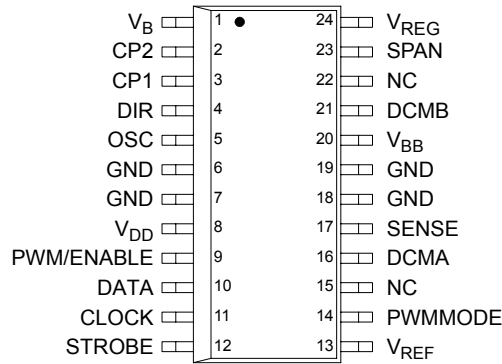 V_B 1 24 V_REG
CP2 2 23 SPAN
CP1 3 22 NC
DIR 4 21 DCMB
OSC 5 20 V_BB
GND 6 19 GND
GND 7 18 GND
V_DD 8 17 SENSE
PWM/ENABLE 9 16 DCMA
DATA 10 15 NC
CLOCK 11 14 PWMMODE
STROBE 12 13 V_REF